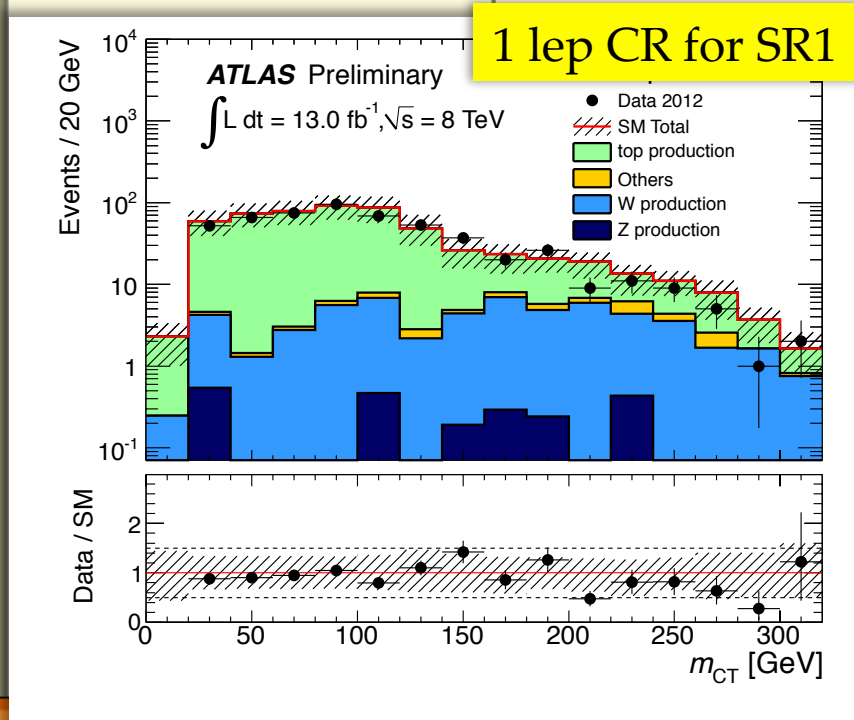 1 lep CR for SR1
ATLAS Preliminary
∫L dt = 13.0 fb⁻¹,√s = 8 TeV
Data 2012
SM Total
top production
Others
W production
Z production
Events / 20 GeV
10⁴
10³
10²
10
1
10⁻¹
Data / SM
2
1
0
0 50 100 150 200 250 300
m_CT [GeV]